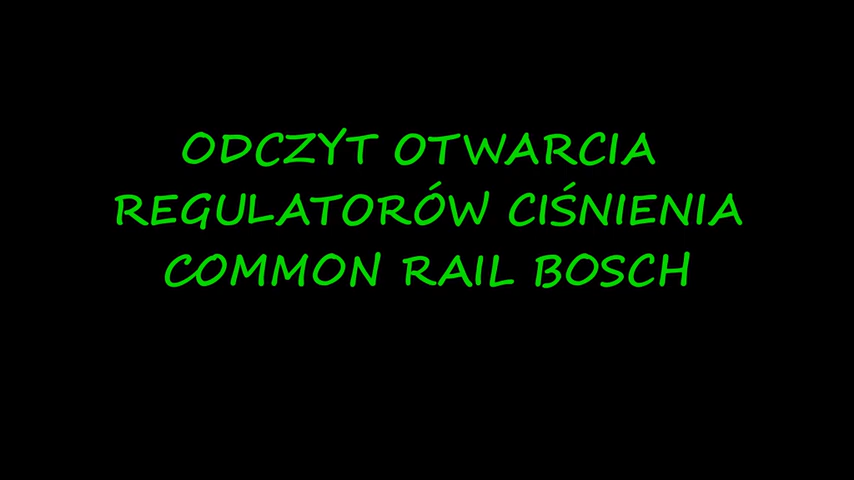 ODCZYT OTWARCIA
REGULATORÓW CIŚNIENIA
COMMON RAIL BOSCH